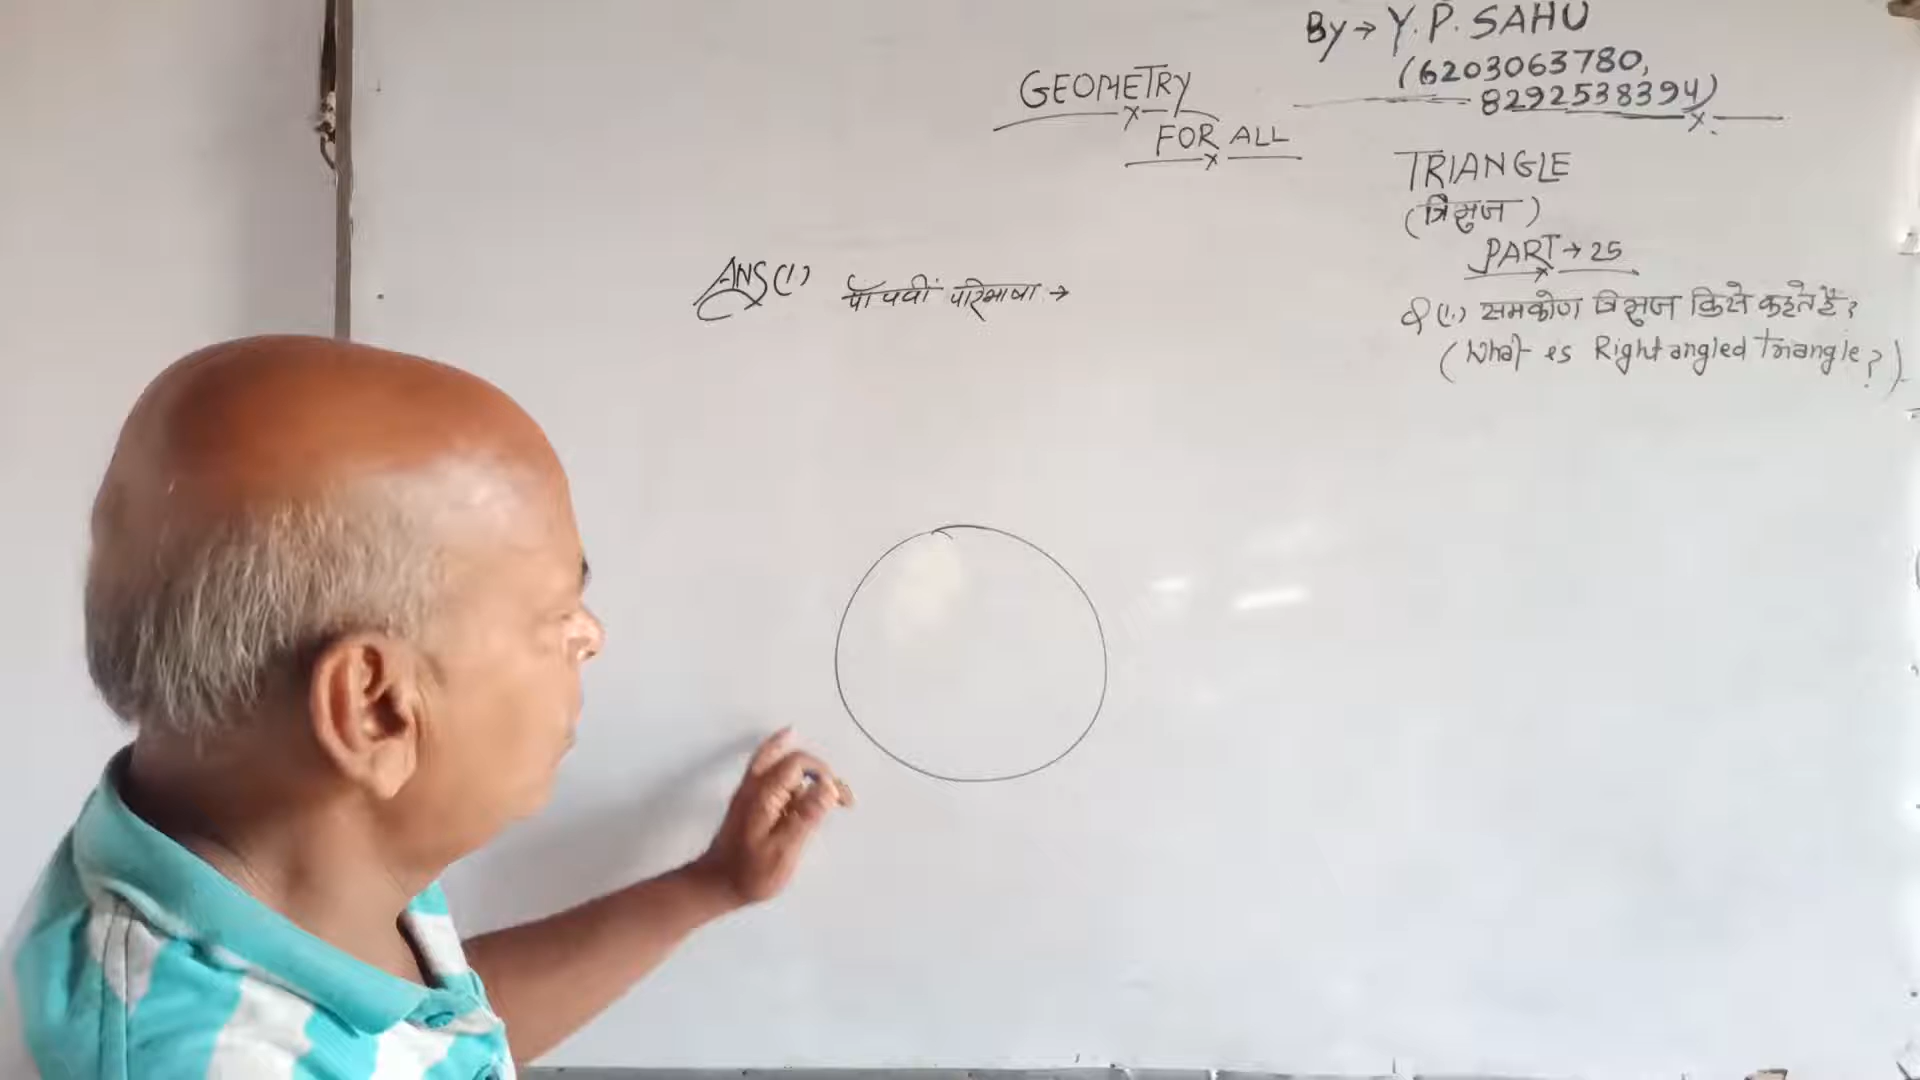 By → Y.P. SAHU
(6203063780,
8292538394)
GEOMETRY
FOR ALL
TRIANGLE
(त्रिभुज)
PART → 25
Q (1.) समकोण त्रिभुज किसे कहते हैं?
(What is Right angled Triangle?)
ANS (1) पाँचवीं परिभाषा →